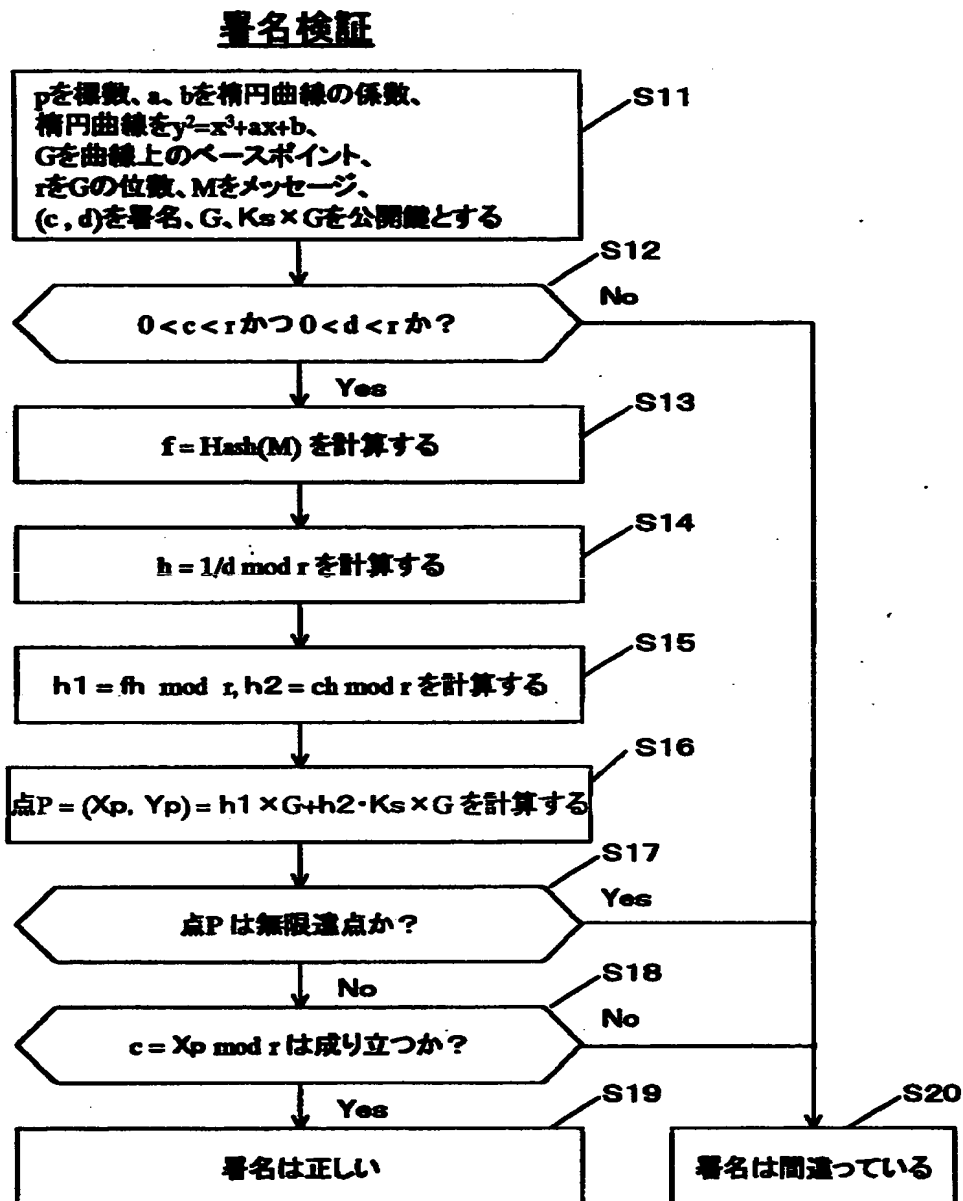 署名検証
pを標数、a、bを楕円曲線の係数、
楕円曲線をy²=x³+ax+b、
Gを曲線上のベースポイント、
rをGの位数、Mをメッセージ、
(c , d)を署名、G、Ks×Gを公開鍵とする
S11
S12
0<c<rかつ0<d<rか?
No
Yes
S13
f = Hash(M) を計算する
S14
h = 1/d mod r を計算する
S15
h1 = fh mod r, h2 = ch mod r を計算する
S16
点P = (Xp, Yp) = h1 ×G+h2・Ks×G を計算する
S17
点P は無限遠点か?
Yes
No
S18
c = Xp mod r は成り立つか?
No
Yes
S19
署名は正しい
S20
署名は間違っている